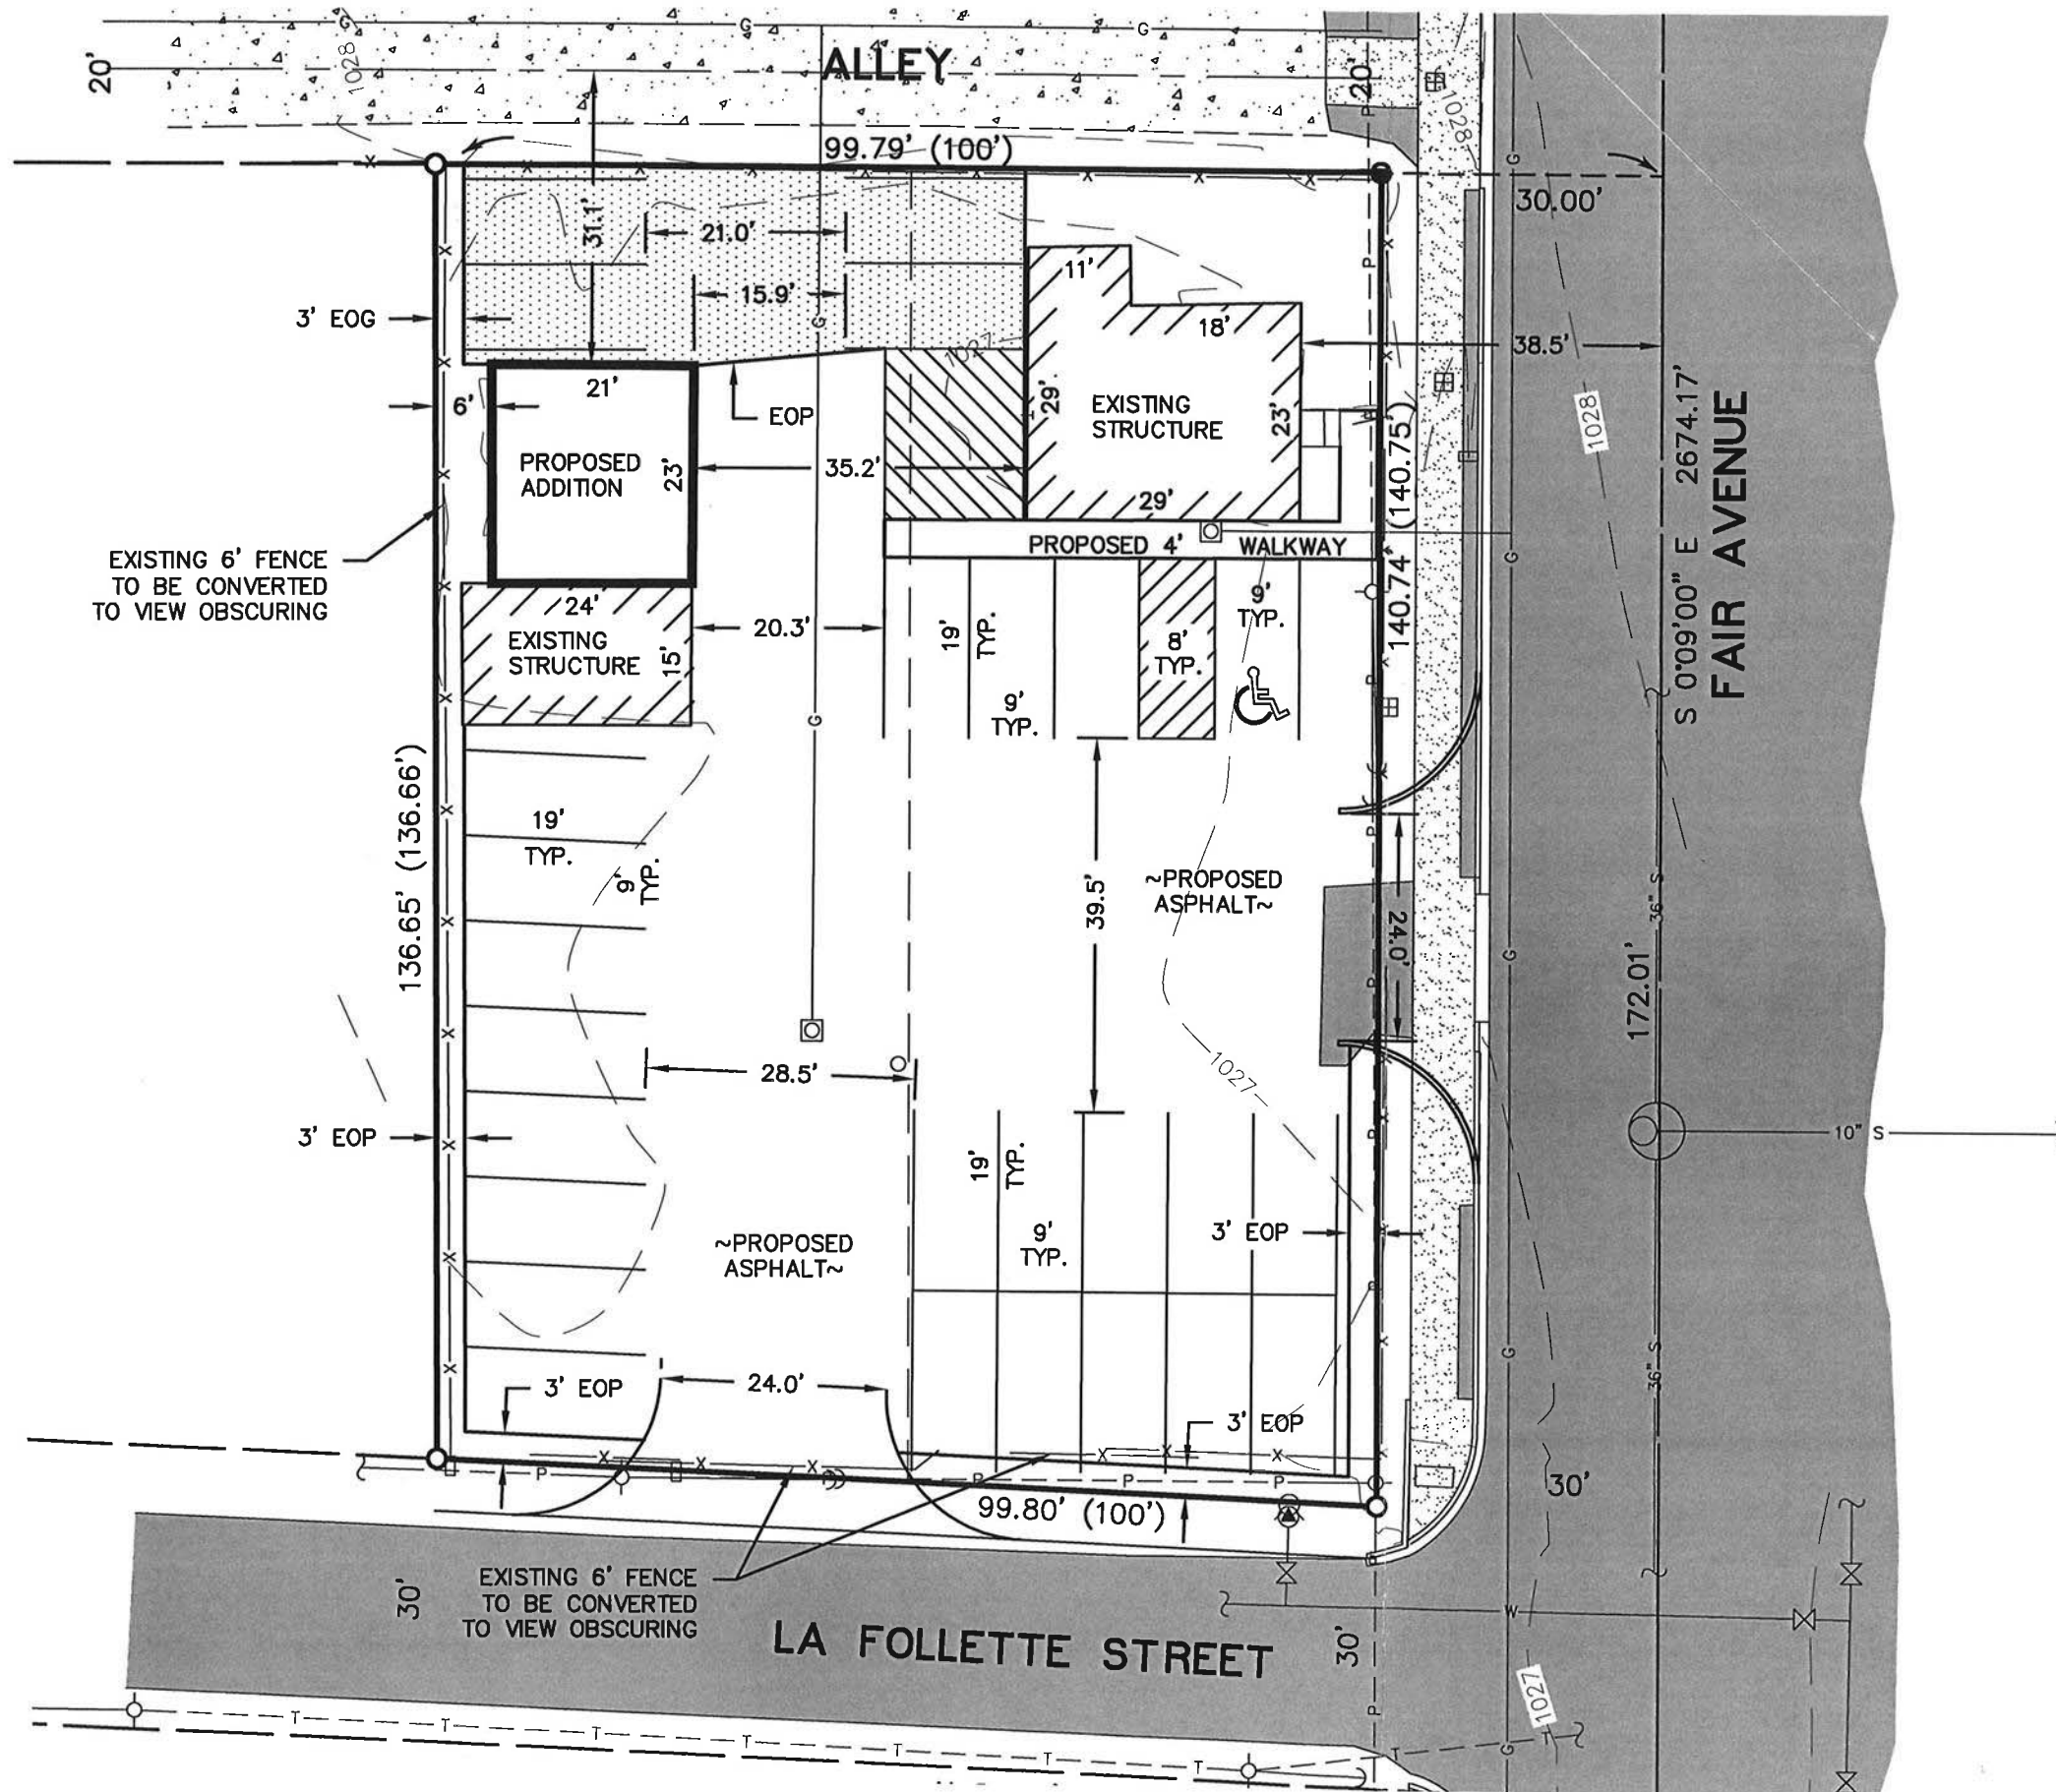 ALLEY
20'
20'
1028
1028
99.79' (100')
30.00'
31.1'
21.0'
15.9'
3' EOG
11'
18'
38.5'
1027
29'
EXISTING
STRUCTURE
23'
29'
6'
21'
EOP
PROPOSED
ADDITION
23'
35.2'
EXISTING 6' FENCE
TO BE CONVERTED
TO VIEW OBSCURING
PROPOSED 4' WALKWAY
24'
EXISTING
STRUCTURE
15'
20.3'
19'
TYP.
9'
TYP.
8'
TYP.
9'
TYP.
140.74' (140.75')
1028
S 0°09'00" E 2674.17'
FAIR AVENUE
136.65' (136.66')
19'
TYP.
9'
TYP.
39.5'
~PROPOSED
ASPHALT~
24.0'
172.01'
36" S
28.5'
1027
3' EOP
10" S
19'
TYP.
9'
TYP.
3' EOP
~PROPOSED
ASPHALT~
3' EOP
24.0'
3' EOP
36" S
99.80' (100')
30'
EXISTING 6' FENCE
TO BE CONVERTED
TO VIEW OBSCURING
30'
LA FOLLETTE STREET
30'
1027
G
G
G
G
G
G
G
G
G
G
G
P
P
P
P
P
P
P
P
W
T
T
T
T
T
T
T
T
T